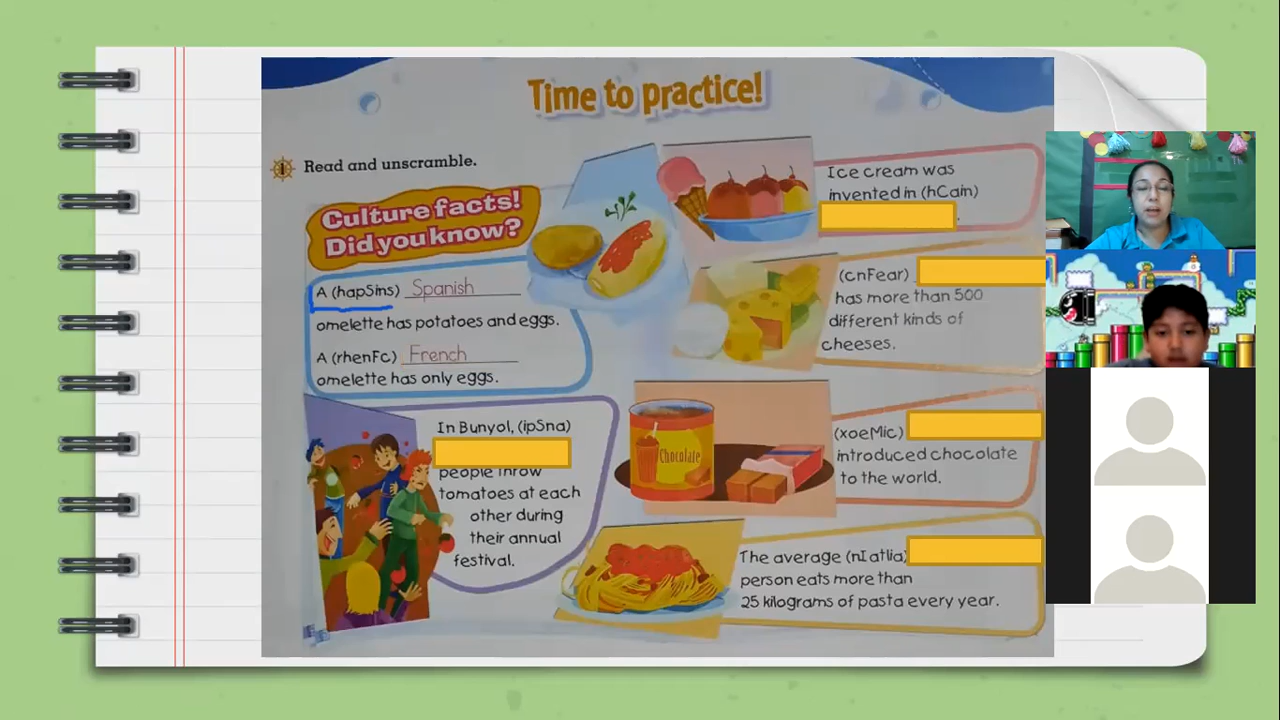 Time to practice!
1 Read and unscramble.
Culture facts!
Did you know?
A (hapSins) Spanish
omelette has potatoes and eggs.
A (rhenFc) French
omelette has only eggs.
In Bunyol, (ipSna)
people throw
tomatoes at each
other during
their annual
festival.
Ice cream was
invented in (hCain)
.
(cnFear)
has more than 500
different kinds of
cheeses.
Chocolate
(xoeMic)
introduced chocolate
to the world.
The average (nIatlia)
person eats more than
25 kilograms of pasta every year.